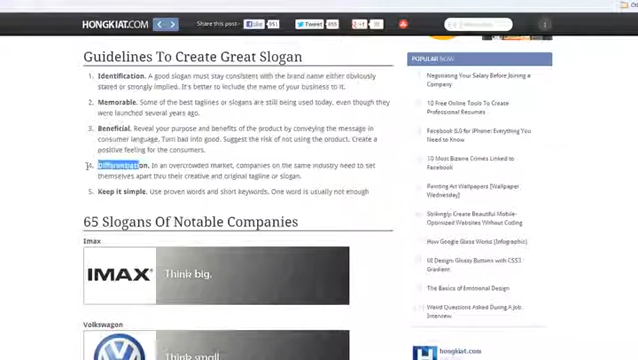 HONGKIAT.COM
Share this post
Like
951
Tweet
455
+1
Guidelines To Create Great Slogan
1. Identification. A good slogan must stay consistent with the brand name either obviously
stated or strongly implied. It's better to include the name of your business to it.
2. Memorable. Some of the best taglines or slogans are still being used today, even though they
were launched several years ago.
3. Beneficial. Reveal your purpose and benefits of the product by conveying the message in
consumer language. Turn bad into good. Suggest the risk of not using the product. Create a
positive feeling for the consumers.
4. Differentiation. In an overcrowded market, companies on the same industry need to set
themselves apart thru their creative and original tagline or slogan.
5. Keep it simple. Use proven words and short keywords. One word is usually not enough
65 Slogans Of Notable Companies
Imax
IMAX
Think big.
Volkswagen
Think small.
POPULAR NOW
Negotiating Your Salary Before Joining a
Company
10 Free Online Tools To Create
Professional Resumes
Facebook 5.0 for iPhone: Everything You
Need to Know
10 Most Bizarre Crimes Linked to
Facebook
Painting Art Wallpapers [Wallpaper
Wednesday]
Strikingly: Create Beautiful Mobile-
Optimized Websites Without Coding
How Google Glass Works [Infographic]
UI Design: Glossy Buttons with CSS3
Gradient
The Basics of Emotional Design
Weird Questions Asked During A Job
Interview
hongkiat.com